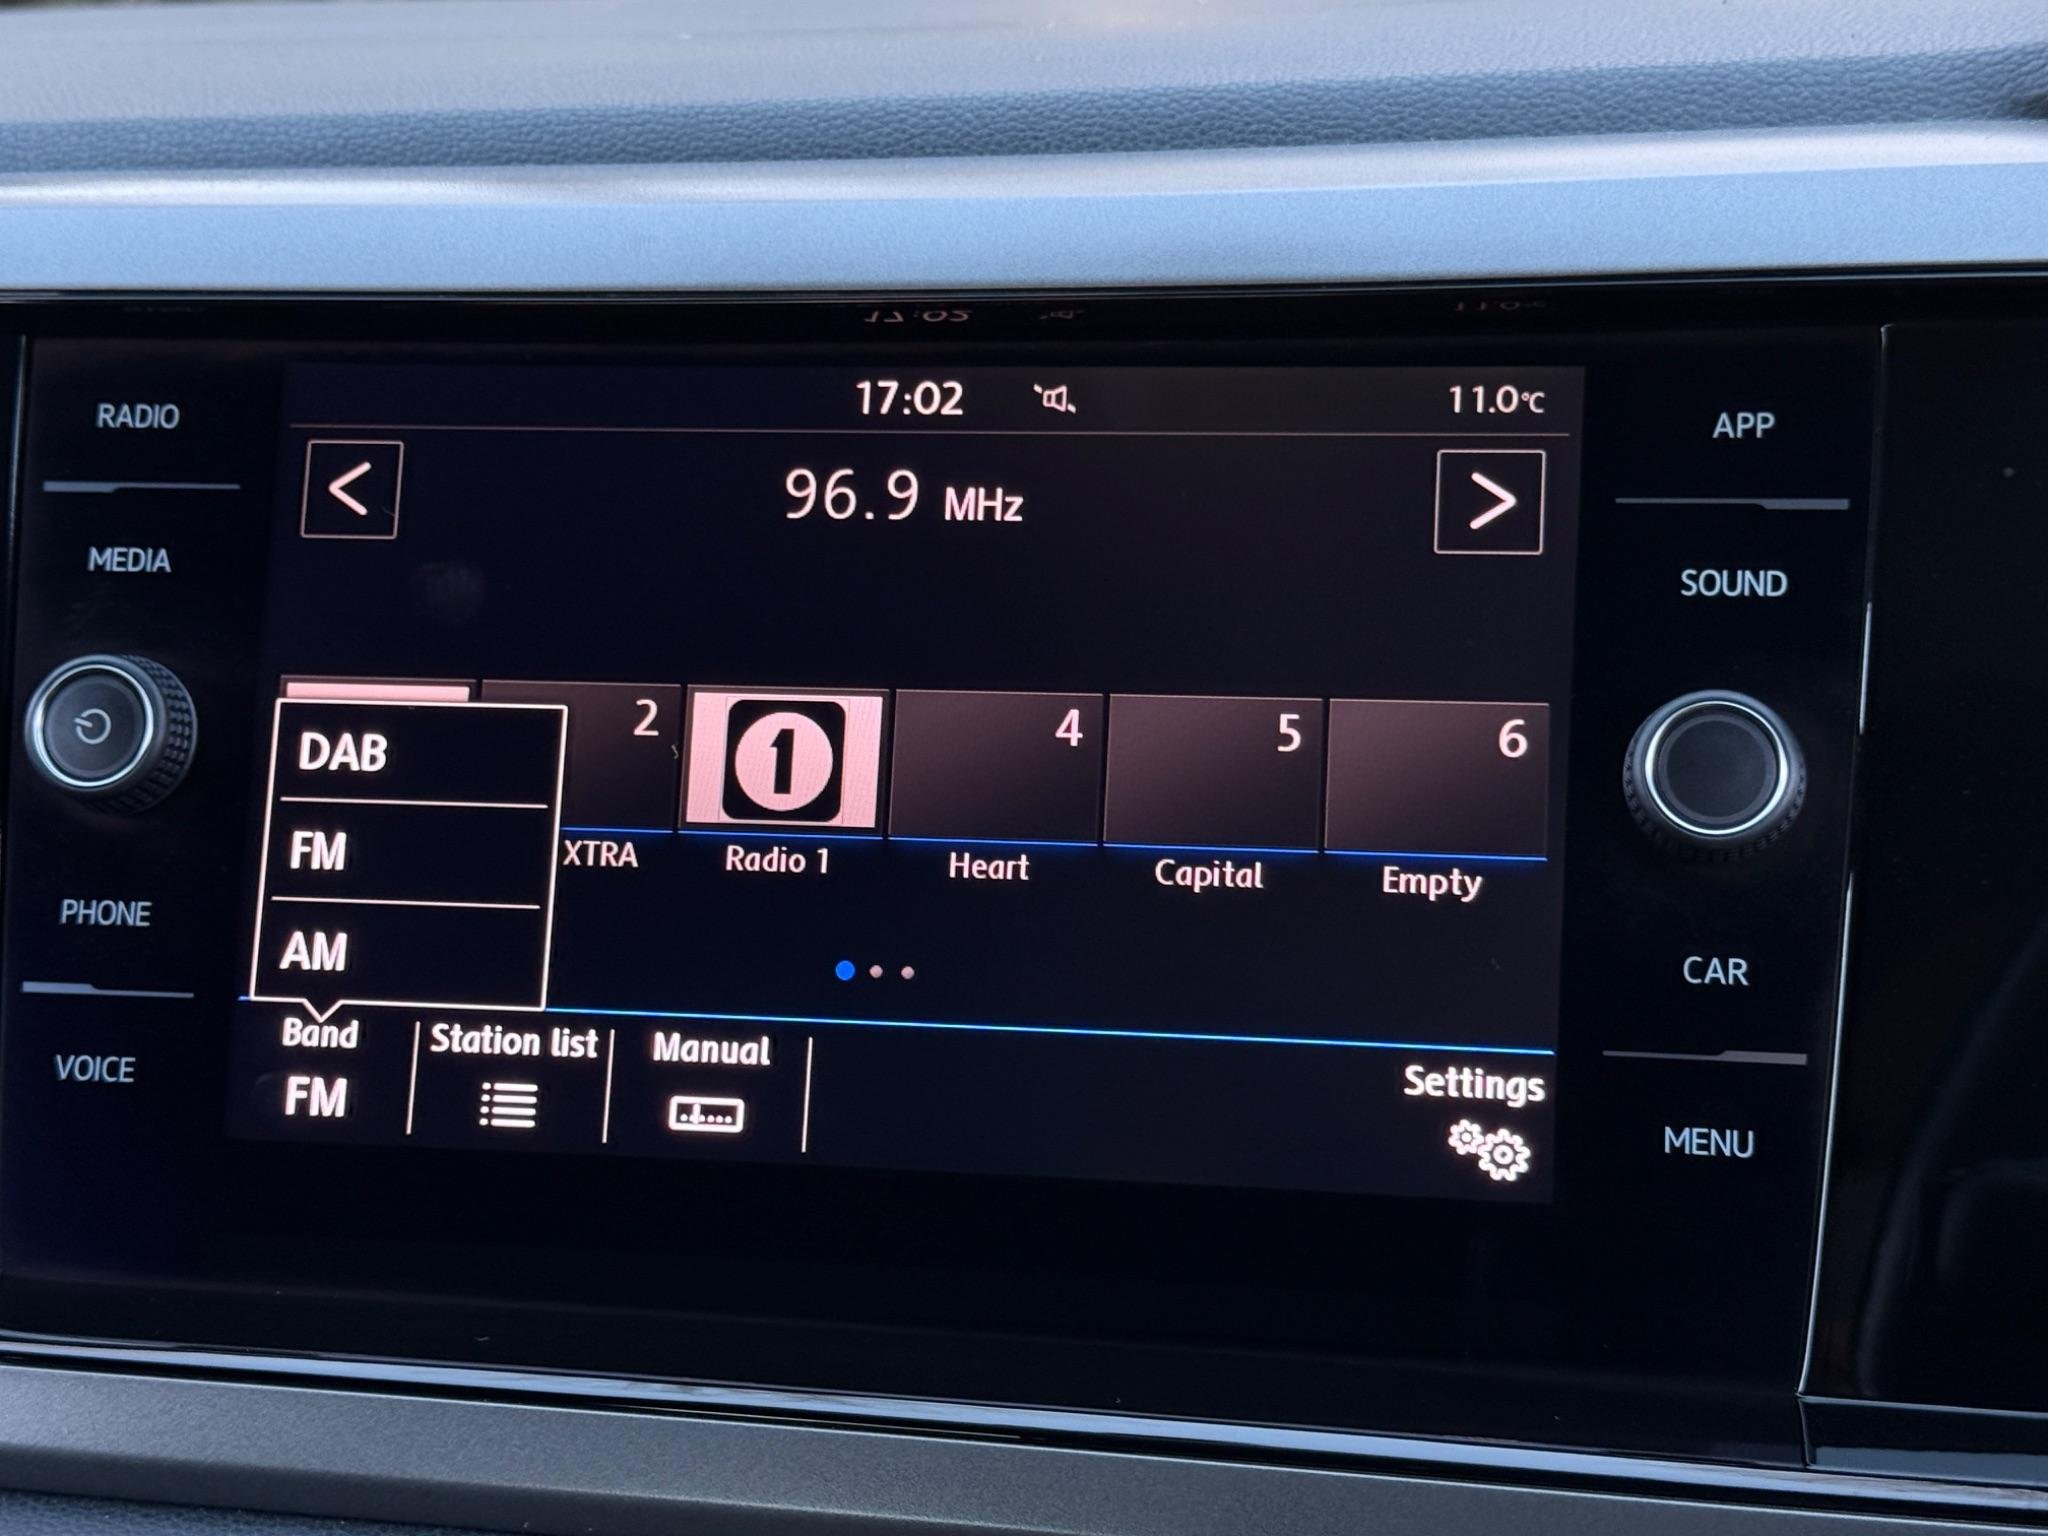 17:02 11.0°C
96.9 MHz
RADIO
MEDIA
PHONE
VOICE
DAB
FM
AM
2
1
4
5
6
XTRA
Radio 1
Heart
Capital
Empty
Band
FM
Station list
Manual
Settings
APP
SOUND
CAR
MENU